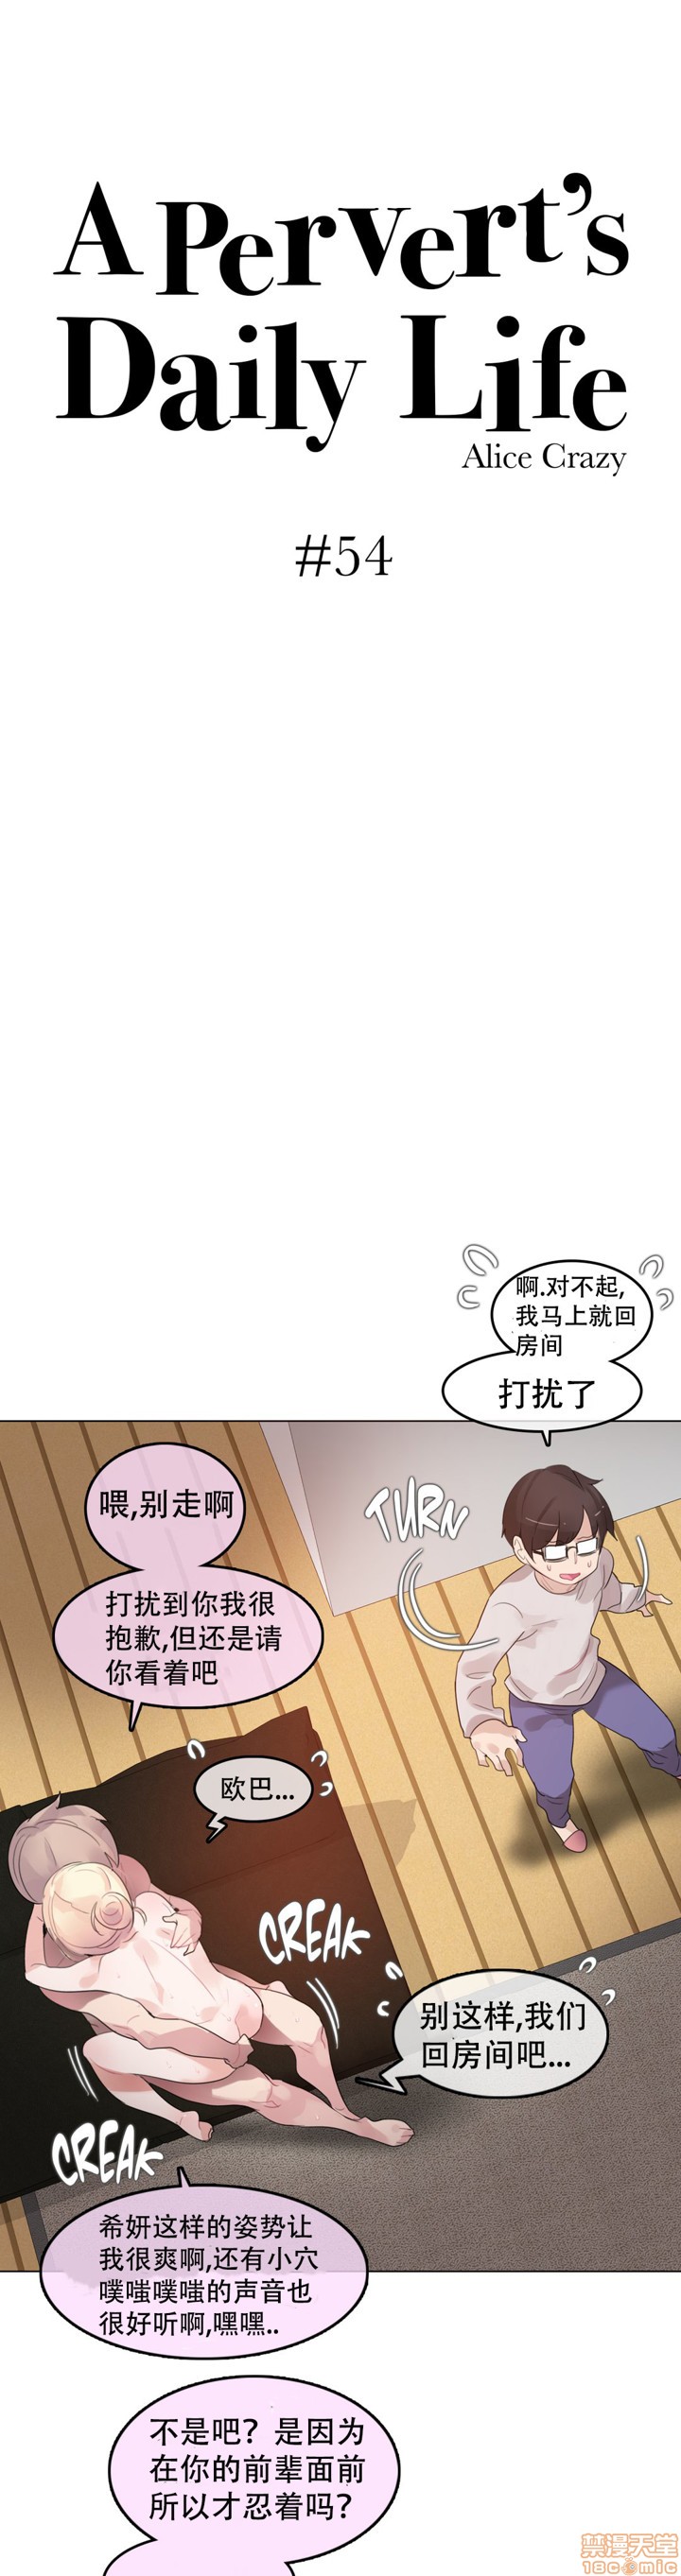 A Pervert's
Daily Life
Alice Crazy
#54
啊.对不起,
我马上就回
房间
打扰了
喂,别走啊
TURN
打扰到你我很
抱歉,但还是请
你看着吧
欧巴...
CREAK
别这样,我们
回房间吧...
CREAK
希妍这样的姿势让
我很爽啊,还有小穴
噗嗤噗嗤的声音也
很好听啊,嘿嘿..
不是吧? 是因为
在你的前辈面前
所以才忍着吗?
禁漫天堂
18comic